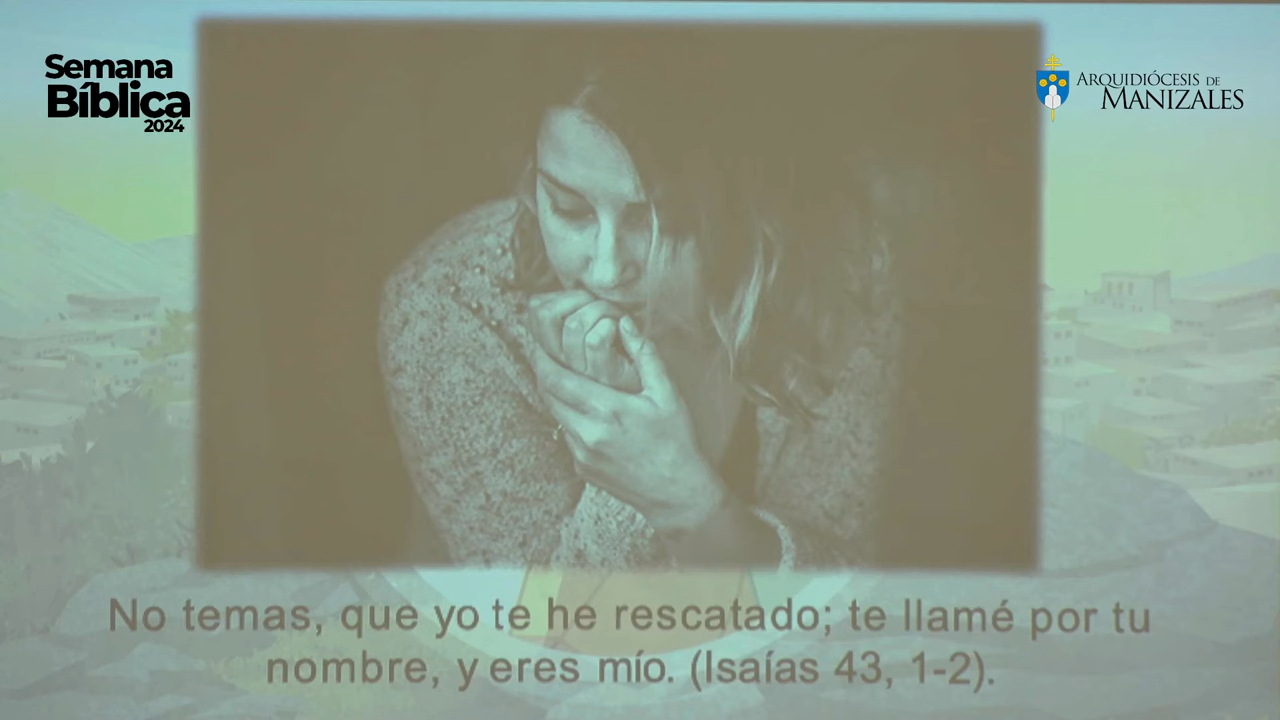 Semana
Bíblica
2024
ARQUIDIÓCESIS DE
MANIZALES
No temas, que yo te he rescatado; te llamé por tu
nombre, y eres mío. (Isaías 43, 1-2).